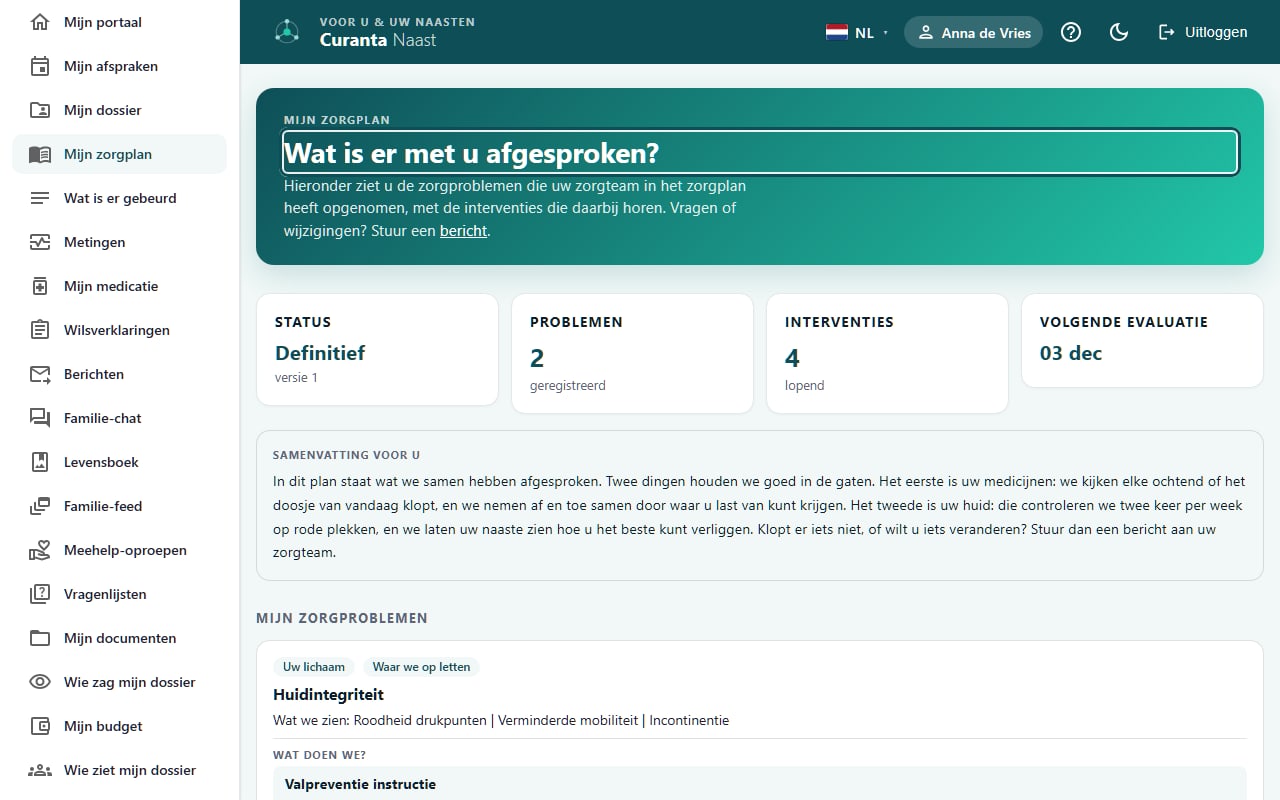 Mijn portaal
Mijn afspraken
Mijn dossier
Mijn zorgplan
Wat is er gebeurd
Metingen
Mijn medicatie
Wilsverklaringen
Berichten
Familie-chat
Levensboek
Familie-feed
Meehelp-oproepen
Vragenlijsten
Mijn documenten
Wie zag mijn dossier
Mijn budget
Wie ziet mijn dossier
VOOR U & UW NAASTEN
Curanta Naast
NL
Anna de Vries
Uitloggen
MIJN ZORGPLAN
Wat is er met u afgesproken?
Hieronder ziet u de zorgproblemen die uw zorgteam in het zorgplan
heeft opgenomen, met de interventies die daarbij horen. Vragen of
wijzigingen? Stuur een bericht.
STATUS
Definitief
versie 1
PROBLEMEN
2
geregistreerd
INTERVENTIES
4
lopend
VOLGENDE EVALUATIE
03 dec
SAMENVATTING VOOR U
In dit plan staat wat we samen hebben afgesproken. Twee dingen houden we goed in de gaten. Het eerste is uw medicijnen: we kijken elke ochtend of het
doosje van vandaag klopt, en we nemen af en toe samen door waar u last van kunt krijgen. Het tweede is uw huid: die controleren we twee keer per week
op rode plekken, en we laten uw naaste zien hoe u het beste kunt verliggen. Klopt er iets niet, of wilt u iets veranderen? Stuur dan een bericht aan uw
zorgteam.
MIJN ZORGPROBLEMEN
Uw lichaam
Waar we op letten
Huidintegriteit
Wat we zien: Roodheid drukpunten | Verminderde mobiliteit | Incontinentie
WAT DOEN WE?
Valpreventie instructie